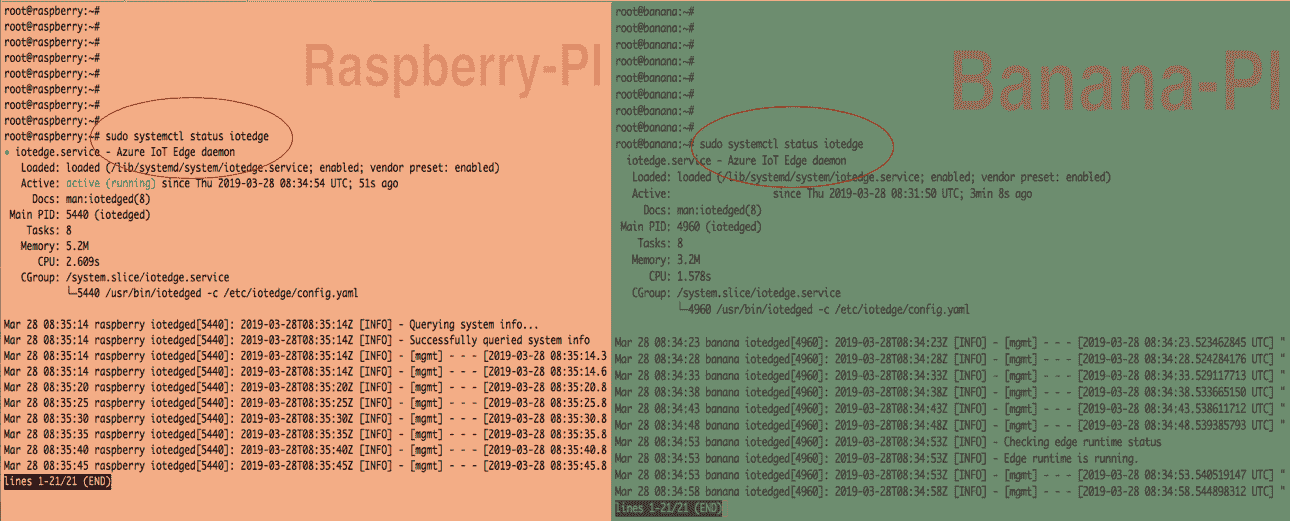 root@raspberry:~#
root@raspberry:~#
root@raspberry:~#
root@raspberry:~#
root@raspberry:~#
root@raspberry:~#
root@raspberry:~#
root@raspberry:~#
Raspberry-PI
root@raspberry:~# sudo systemctl status iotedge
● iotedge.service - Azure IoT Edge daemon
Loaded: loaded (/lib/systemd/system/iotedge.service; enabled; vendor preset: enabled)
Active: active (running) since Thu 2019-03-28 08:34:54 UTC; 51s ago
Docs: man:iotedged(8)
Main PID: 5440 (iotedged)
Tasks: 8
Memory: 5.2M
CPU: 2.609s
CGroup: /system.slice/iotedge.service
└─5440 /usr/bin/iotedged -c /etc/iotedge/config.yaml
Mar 28 08:35:14 raspberry iotedged[5440]: 2019-03-28T08:35:14Z [INFO] - Querying system info...
Mar 28 08:35:14 raspberry iotedged[5440]: 2019-03-28T08:35:14Z [INFO] - Successfully queried system info
Mar 28 08:35:14 raspberry iotedged[5440]: 2019-03-28T08:35:14Z [INFO] - [mgmt] - - - [2019-03-28 08:35:14.3
Mar 28 08:35:14 raspberry iotedged[5440]: 2019-03-28T08:35:14Z [INFO] - [mgmt] - - - [2019-03-28 08:35:14.6
Mar 28 08:35:20 raspberry iotedged[5440]: 2019-03-28T08:35:20Z [INFO] - [mgmt] - - - [2019-03-28 08:35:20.8
Mar 28 08:35:25 raspberry iotedged[5440]: 2019-03-28T08:35:25Z [INFO] - [mgmt] - - - [2019-03-28 08:35:25.8
Mar 28 08:35:30 raspberry iotedged[5440]: 2019-03-28T08:35:30Z [INFO] - [mgmt] - - - [2019-03-28 08:35:30.8
Mar 28 08:35:35 raspberry iotedged[5440]: 2019-03-28T08:35:35Z [INFO] - [mgmt] - - - [2019-03-28 08:35:35.8
Mar 28 08:35:40 raspberry iotedged[5440]: 2019-03-28T08:35:40Z [INFO] - [mgmt] - - - [2019-03-28 08:35:40.8
Mar 28 08:35:45 raspberry iotedged[5440]: 2019-03-28T08:35:45Z [INFO] - [mgmt] - - - [2019-03-28 08:35:45.8
lines 1-21/21 (END)
root@banana:~#
root@banana:~#
root@banana:~#
root@banana:~#
root@banana:~#
root@banana:~#
root@banana:~#
root@banana:~#
Banana-PI
root@banana:~# sudo systemctl status iotedge
iotedge.service - Azure IoT Edge daemon
Loaded: loaded (/lib/systemd/system/iotedge.service; enabled; vendor preset: enabled)
Active: since Thu 2019-03-28 08:31:50 UTC; 3min 8s ago
Docs: man:iotedged(8)
Main PID: 4960 (iotedged)
Tasks: 8
Memory: 3.2M
CPU: 1.578s
CGroup: /system.slice/iotedge.service
└─4960 /usr/bin/iotedged -c /etc/iotedge/config.yaml
Mar 28 08:34:23 banana iotedged[4960]: 2019-03-28T08:34:23Z [INFO] - [mgmt] - - - [2019-03-28 08:34:23.523462845 UTC] "
Mar 28 08:34:28 banana iotedged[4960]: 2019-03-28T08:34:28Z [INFO] - [mgmt] - - - [2019-03-28 08:34:28.524284176 UTC] "
Mar 28 08:34:33 banana iotedged[4960]: 2019-03-28T08:34:33Z [INFO] - [mgmt] - - - [2019-03-28 08:34:33.529117713 UTC] "
Mar 28 08:34:38 banana iotedged[4960]: 2019-03-28T08:34:38Z [INFO] - [mgmt] - - - [2019-03-28 08:34:38.533665150 UTC] "
Mar 28 08:34:43 banana iotedged[4960]: 2019-03-28T08:34:43Z [INFO] - [mgmt] - - - [2019-03-28 08:34:43.538611712 UTC] "
Mar 28 08:34:48 banana iotedged[4960]: 2019-03-28T08:34:48Z [INFO] - [mgmt] - - - [2019-03-28 08:34:48.539385793 UTC] "
Mar 28 08:34:53 banana iotedged[4960]: 2019-03-28T08:34:53Z [INFO] - Checking edge runtime status
Mar 28 08:34:53 banana iotedged[4960]: 2019-03-28T08:34:53Z [INFO] - Edge runtime is running.
Mar 28 08:34:53 banana iotedged[4960]: 2019-03-28T08:34:53Z [INFO] - [mgmt] - - - [2019-03-28 08:34:53.540519147 UTC] "
Mar 28 08:34:58 banana iotedged[4960]: 2019-03-28T08:34:58Z [INFO] - [mgmt] - - - [2019-03-28 08:34:58.544898312 UTC] "
lines 1-21/21 (END)